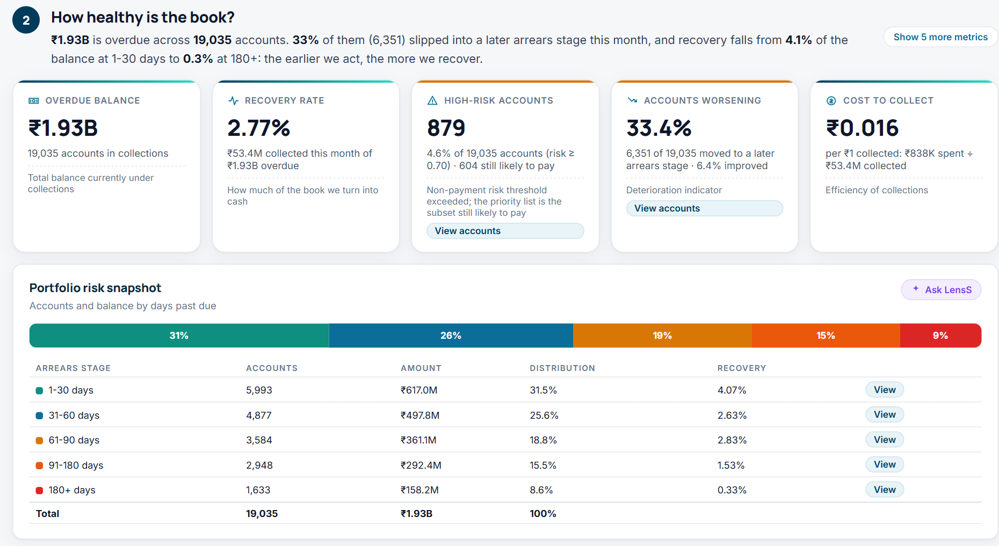 2
How healthy is the book?
₹1.93B is overdue across 19,035 accounts. 33% of them (6,351) slipped into a later arrears stage this month, and recovery falls from 4.1% of the
balance at 1-30 days to 0.3% at 180+: the earlier we act, the more we recover.
Show 5 more metrics
OVERDUE BALANCE
₹1.93B
19,035 accounts in collections
Total balance currently under
collections
RECOVERY RATE
2.77%
₹53.4M collected this month of
₹1.93B overdue
How much of the book we turn into
cash
HIGH-RISK ACCOUNTS
879
4.6% of 19,035 accounts (risk ≥
0.70) · 604 still likely to pay
Non-payment risk threshold
exceeded; the priority list is the
subset still likely to pay
View accounts
ACCOUNTS WORSENING
33.4%
6,351 of 19,035 moved to a later
arrears stage · 6.4% improved
Deterioration indicator
View accounts
COST TO COLLECT
₹0.016
per ₹1 collected: ₹838K spent ÷
₹53.4M collected
Efficiency of collections
Portfolio risk snapshot
Accounts and balance by days past due
Ask LensS
31% 26% 19% 15% 9%
ARREARS STAGE ACCOUNTS AMOUNT DISTRIBUTION RECOVERY
1-30 days 5,993 ₹617.0M 31.5% 4.07% View
31-60 days 4,877 ₹497.8M 25.6% 2.63% View
61-90 days 3,584 ₹361.1M 18.8% 2.83% View
91-180 days 2,948 ₹292.4M 15.5% 1.53% View
180+ days 1,633 ₹158.2M 8.6% 0.33% View
Total 19,035 ₹1.93B 100%